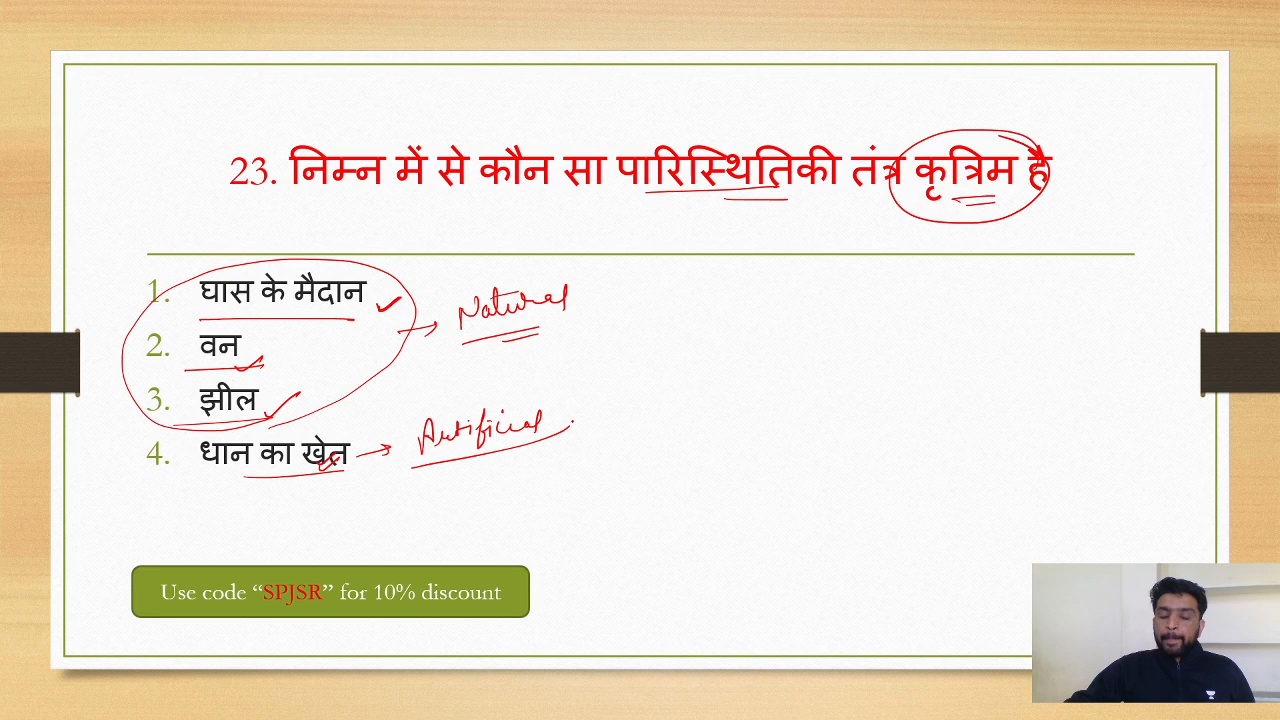 23. निम्न में से कौन सा पारिस्थितिकी तंत्र कृत्रिम है
1. घास के मैदान
Natural
2. वन
3. झील
4. धान का खेत
Artificial
Use code “SPJSR” for 10% discount